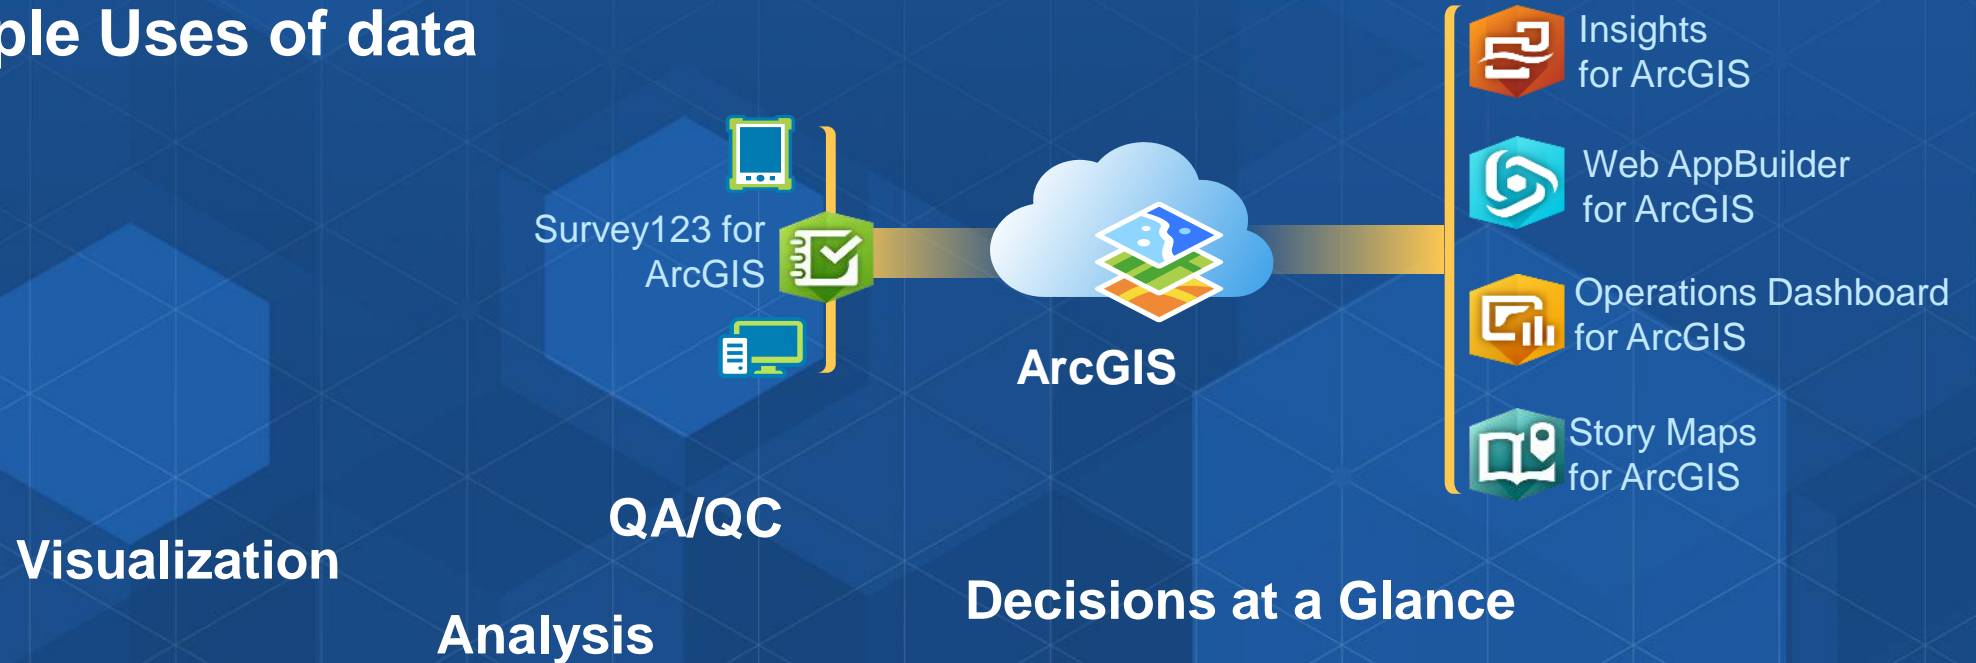 ple Uses of data
Insights
for ArcGIS
Web AppBuilder
for ArcGIS
Survey123 for
ArcGIS
Operations Dashboard
for ArcGIS
ArcGIS
Story Maps
for ArcGIS
QA/QC
Visualization
Decisions at a Glance
Analysis